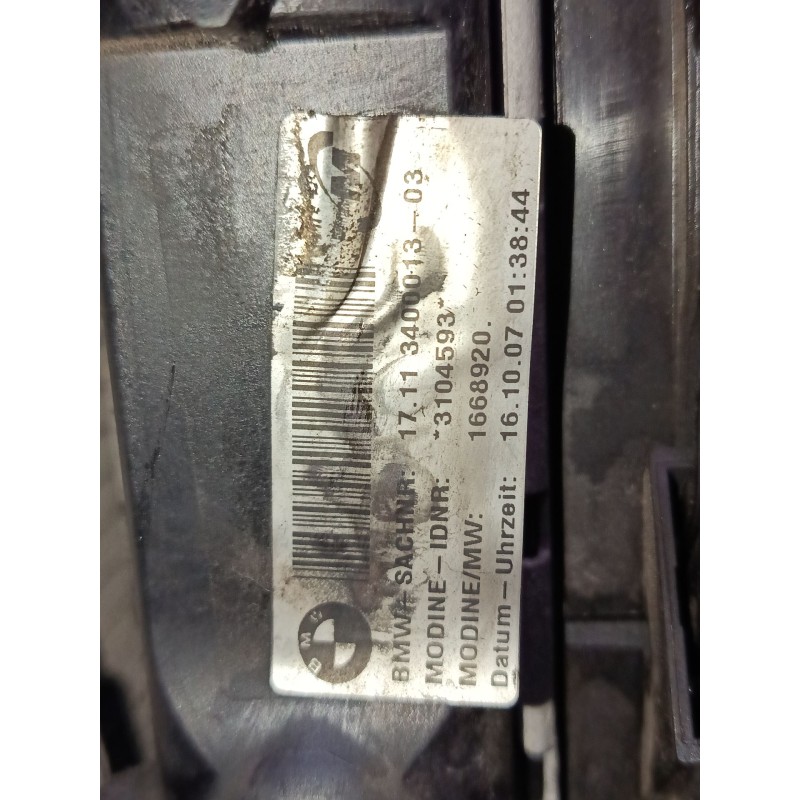 BMW
BMW-SACHNR: 17.11 3400013-03
MODINE-IDNR: *3104593*
MODINE/MW: 1668920.
Datum-Uhrzeit: 16.10.07 01:38:44